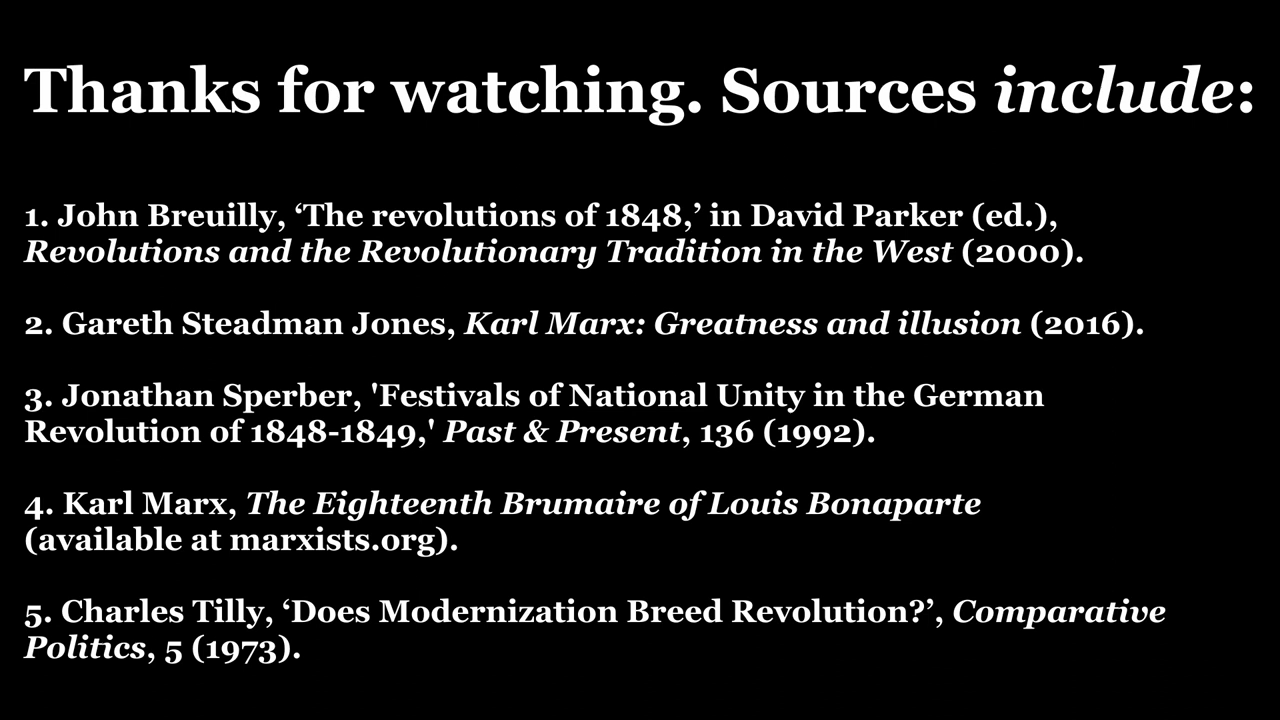 Thanks for watching. Sources include:
1. John Breuilly, ‘The revolutions of 1848,’ in David Parker (ed.),
Revolutions and the Revolutionary Tradition in the West (2000).
2. Gareth Steadman Jones, Karl Marx: Greatness and illusion (2016).
3. Jonathan Sperber, 'Festivals of National Unity in the German
Revolution of 1848-1849,' Past & Present, 136 (1992).
4. Karl Marx, The Eighteenth Brumaire of Louis Bonaparte
(available at marxists.org).
5. Charles Tilly, ‘Does Modernization Breed Revolution?’, Comparative
Politics, 5 (1973).